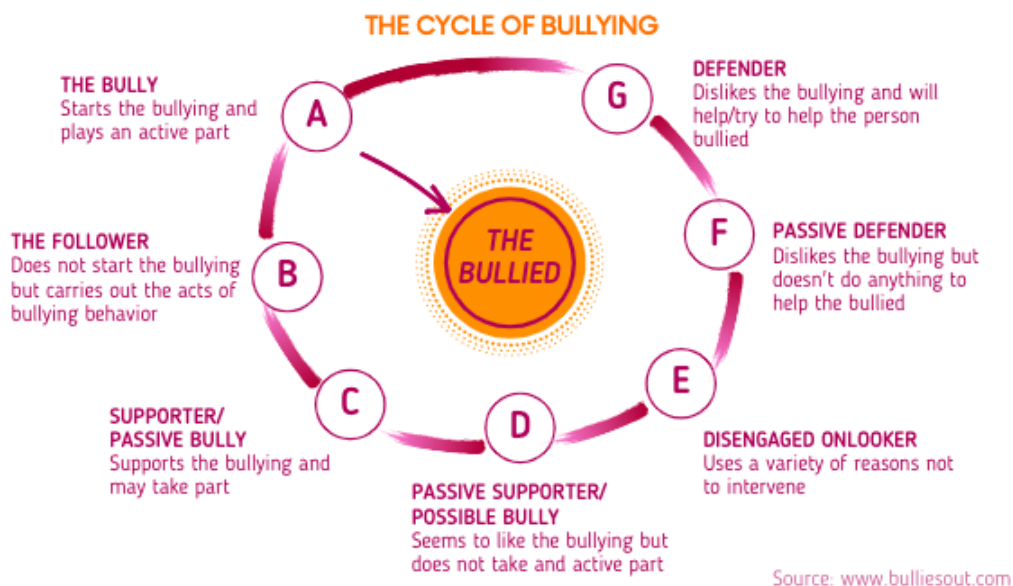 THE CYCLE OF BULLYING
THE BULLY
Starts the bullying and
plays an active part
A
G
DEFENDER
Dislikes the bullying and will
help/try to help the person
bullied
THE FOLLOWER
Does not start the bullying
but carries out the acts of
bullying behavior
B
THE
BULLIED
F
PASSIVE DEFENDER
Dislikes the bullying but
doesn't do anything to
help the bullied
SUPPORTER/
PASSIVE BULLY
Supports the bullying and
may take part
C
D
PASSIVE SUPPORTER/
POSSIBLE BULLY
Seems to like the bullying but
does not take and active part
E
DISENGAGED ONLOOKER
Uses a variety of reasons not
to intervene
Source: www.bulliesout.com